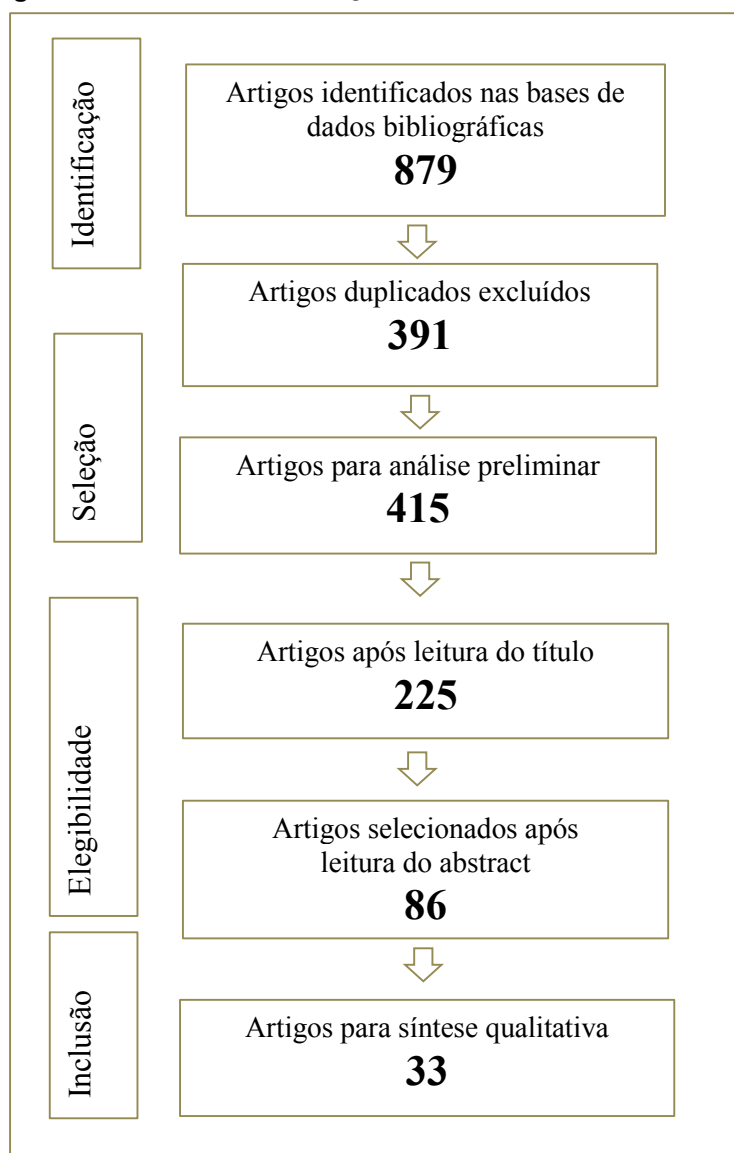 Identificação
Artigos identificados nas bases de
dados bibliográficas
879
Artigos duplicados excluídos
391
Seleção
Artigos para análise preliminar
415
Elegibilidade
Artigos após leitura do título
225
Artigos selecionados após
leitura do abstract
86
Inclusão
Artigos para síntese qualitativa
33